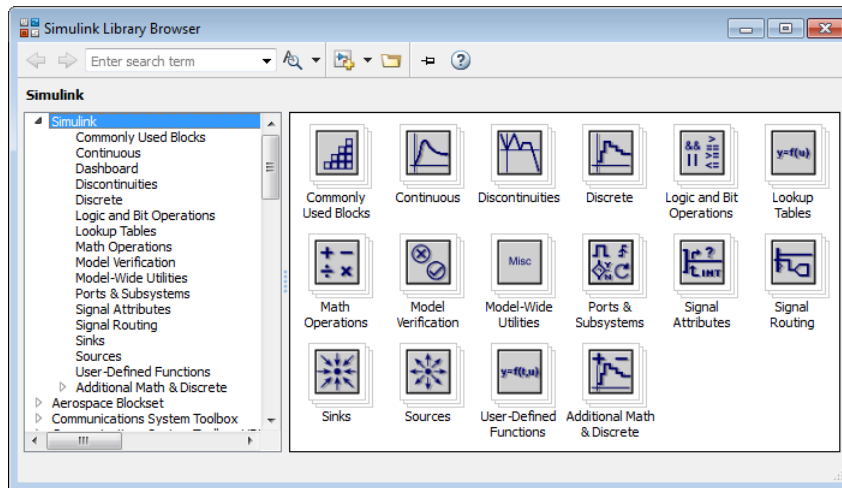 Simulink Library Browser
Enter search term
Simulink
Simulink
Commonly Used Blocks
Continuous
Dashboard
Discontinuities
Discrete
Logic and Bit Operations
Lookup Tables
Math Operations
Model Verification
Model-Wide Utilities
Ports & Subsystems
Signal Attributes
Signal Routing
Sinks
Sources
User-Defined Functions
Additional Math & Discrete
Aerospace Blockset
Communications System Toolbox
&& || > == >= <=
y=f(u)
Commonly
Used Blocks
Continuous
Discontinuities
Discrete
Logic and Bit
Operations
Lookup
Tables
+ − ÷ ×
Misc
Y N
? INT
Math
Operations
Model
Verification
Model-Wide
Utilities
Ports &
Subsystems
Signal
Attributes
Signal
Routing
y=f(t,u)
+ −
Sinks
Sources
User-Defined
Functions
Additional Math
& Discrete